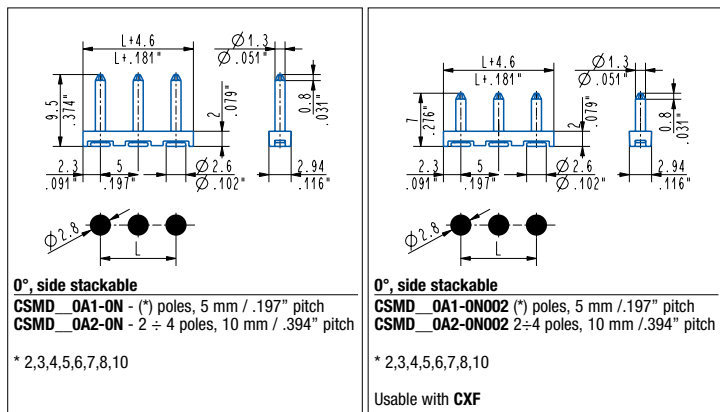 L+4.6
L+.181"
Ø1.3
Ø.051"
9.5
.374"
2
.079"
0.8
.031"
2.3
.091"
5
.197"
Ø2.6
Ø.102"
2.94
.116"
Ø2.8
L
0°, side stackable
CSMD__0A1-0N - (*) poles, 5 mm / .197” pitch
CSMD__0A2-0N - 2 ÷ 4 poles, 10 mm / .394” pitch
* 2,3,4,5,6,7,8,10
L+4.6
L+.181"
Ø1.3
Ø.051"
7
.276"
2
.079"
0.8
.031"
2.3
.091"
5
.197"
Ø2.6
Ø.102"
2.94
.116"
Ø2.8
L
0°, side stackable
CSMD__0A1-0N002 (*) poles, 5 mm /.197” pitch
CSMD__0A2-0N002 2÷4 poles, 10 mm /.394” pitch
* 2,3,4,5,6,7,8,10
Usable with CXF